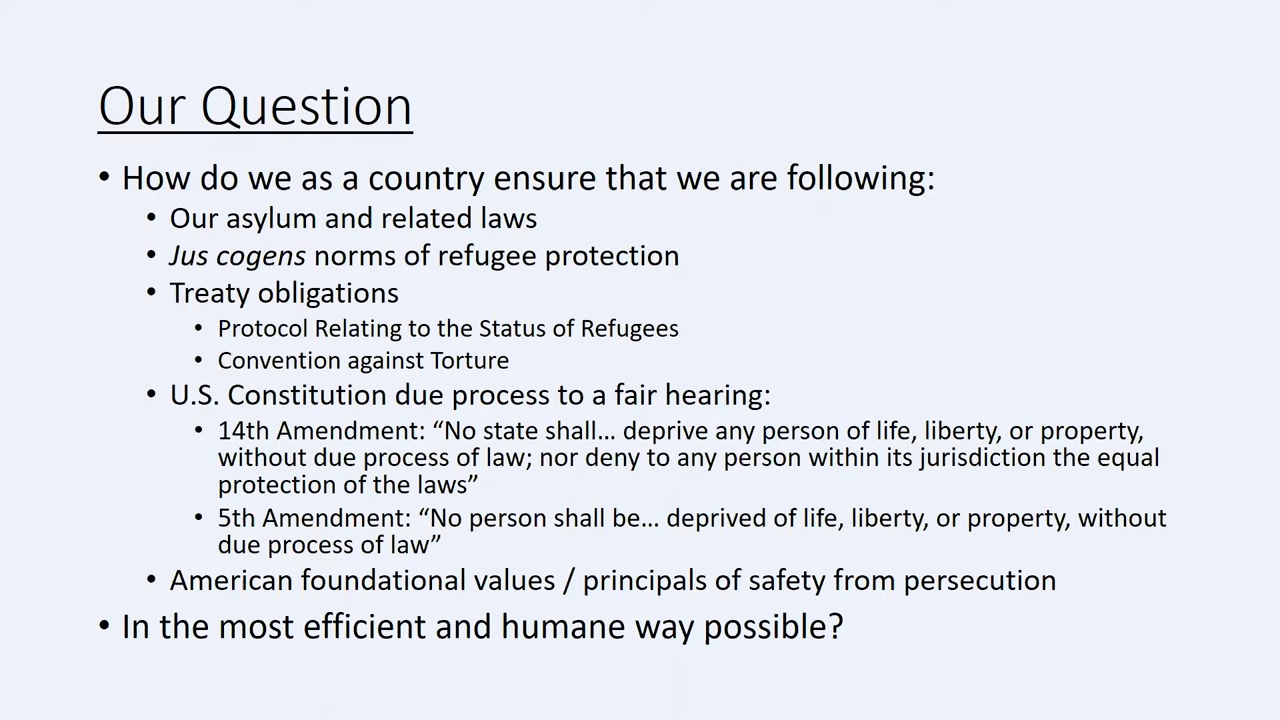 Our Question
• How do we as a country ensure that we are following:
• Our asylum and related laws
• Jus cogens norms of refugee protection
• Treaty obligations
• Protocol Relating to the Status of Refugees
• Convention against Torture
• U.S. Constitution due process to a fair hearing:
• 14th Amendment: “No state shall… deprive any person of life, liberty, or property,
without due process of law; nor deny to any person within its jurisdiction the equal
protection of the laws”
• 5th Amendment: “No person shall be… deprived of life, liberty, or property, without
due process of law”
• American foundational values / principals of safety from persecution
• In the most efficient and humane way possible?